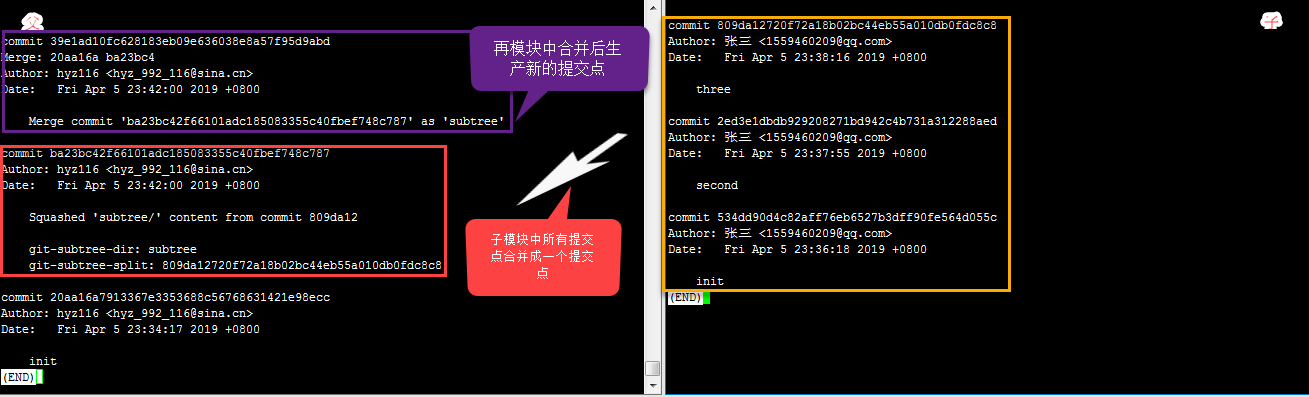 父
commit 39e1ad10fc628183eb09e636038e8a57f95d9abd
Merge: 20aa16a ba23bc4
Author: hyz116 <hyz_992_116@sina.cn>
Date:   Fri Apr 5 23:42:00 2019 +0800
    Merge commit 'ba23bc42f66101adc185083355c40fbef748c787' as 'subtree'
commit ba23bc42f66101adc185083355c40fbef748c787
Author: hyz116 <hyz_992_116@sina.cn>
Date:   Fri Apr 5 23:42:00 2019 +0800
    Squashed 'subtree/' content from commit 809da12
    git-subtree-dir: subtree
    git-subtree-split: 809da12720f72a18b02bc44eb55a010db0fdc8c8
commit 20aa16a7913367e3353688c56768631421e98ecc
Author: hyz116 <hyz_992_116@sina.cn>
Date:   Fri Apr 5 23:34:17 2019 +0800
    init
(END)
再模块中合并后生
产新的提交点
子模块中所有提交
点合并成一个提交
点
子
commit 809da12720f72a18b02bc44eb55a010db0fdc8c8
Author: 张三 <1559460209@qq.com>
Date:   Fri Apr 5 23:38:16 2019 +0800
    three
commit 2ed3e1dbdb929208271bd942c4b731a312288aed
Author: 张三 <1559460209@qq.com>
Date:   Fri Apr 5 23:37:55 2019 +0800
    second
commit 534dd90d4c82aff76eb6527b3dff90fe564d055c
Author: 张三 <1559460209@qq.com>
Date:   Fri Apr 5 23:36:18 2019 +0800
    init
(END)